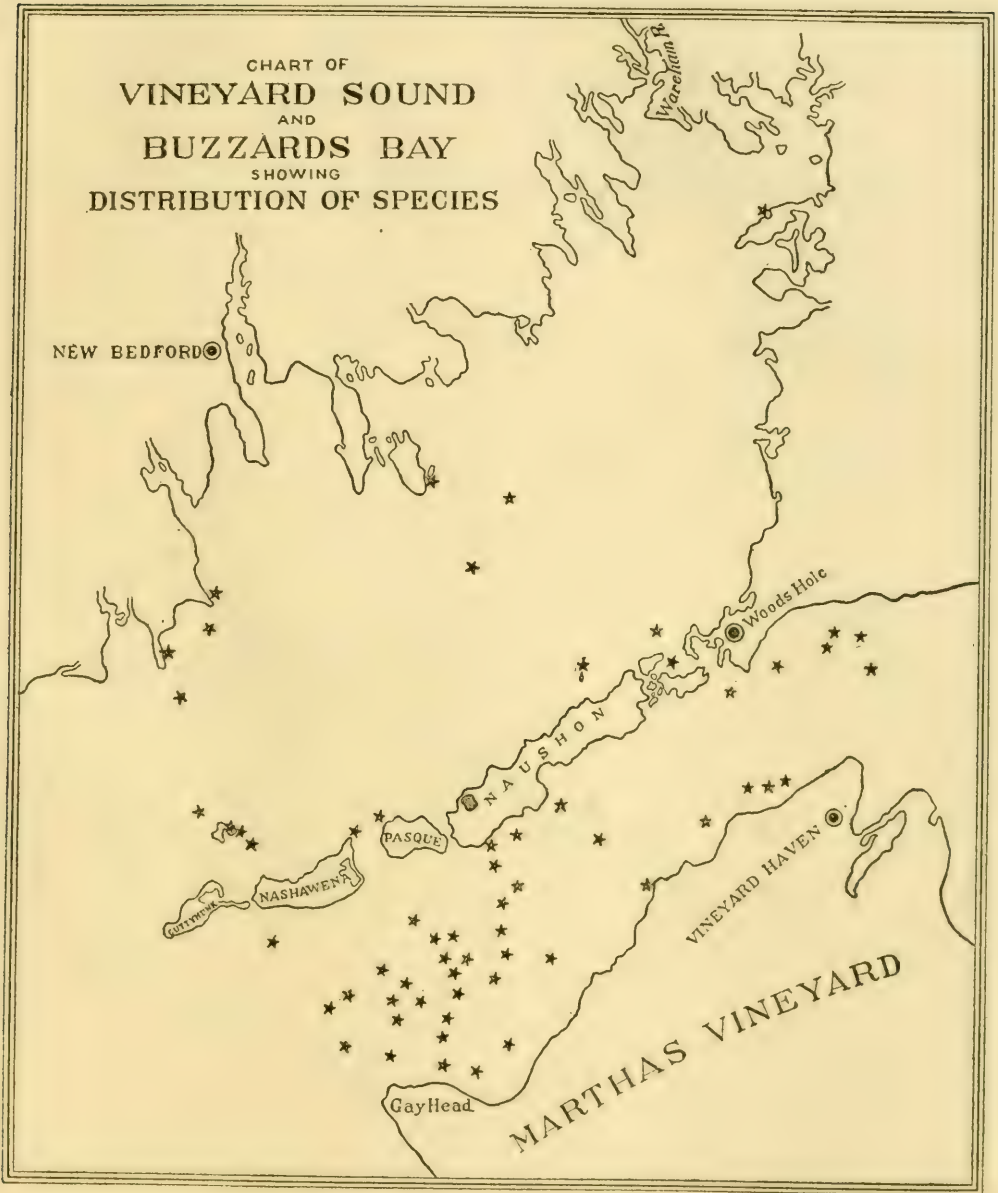 CHART OF
VINEYARD SOUND
AND
BUZZARDS BAY
SHOWING
DISTRIBUTION OF SPECIES
Wareham R.
NEW BEDFORD
Woods Hole
NAUSHON
PASQUE
NASHAWENA
CUTTYHUNK
VINEYARD HAVEN
MARTHAS VINEYARD
Gay Head